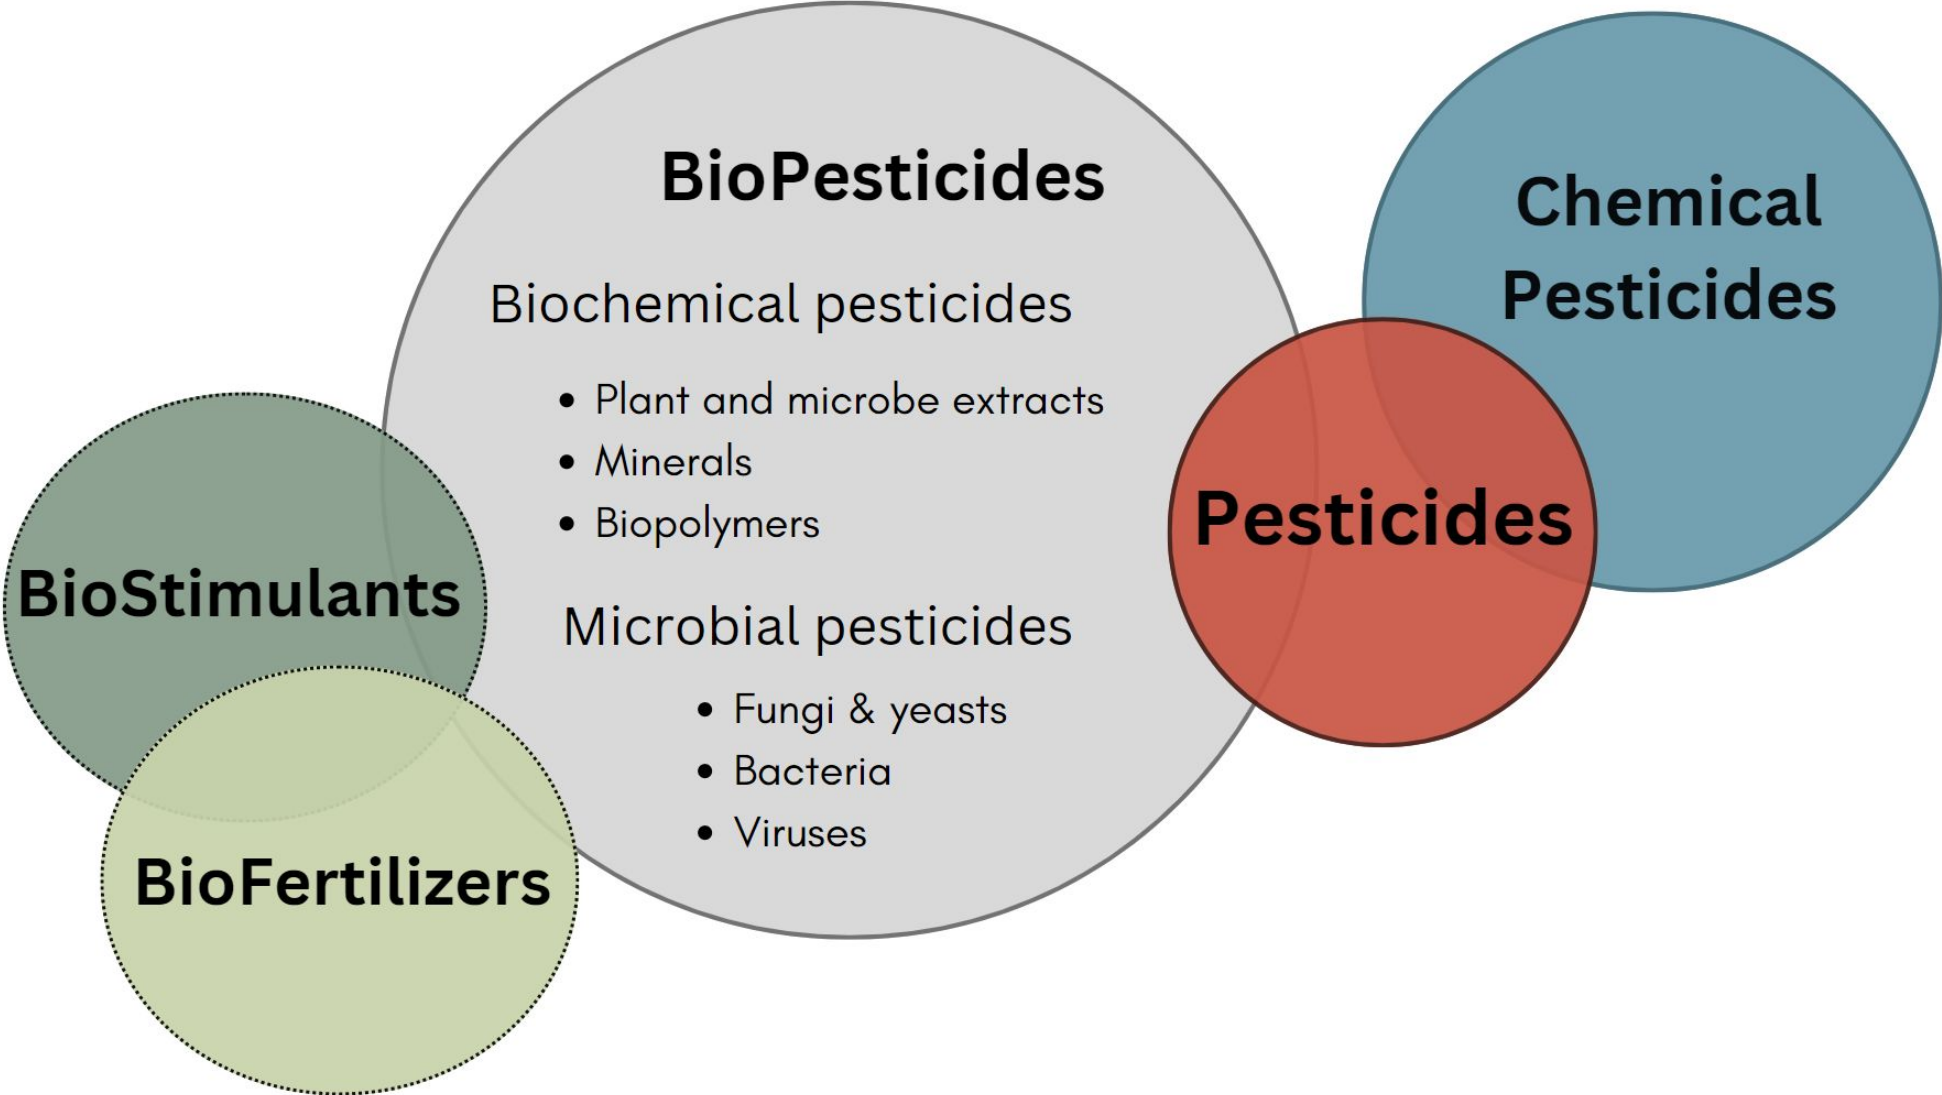 BioPesticides
Biochemical pesticides
• Plant and microbe extracts
• Minerals
• Biopolymers
Microbial pesticides
• Fungi & yeasts
• Bacteria
• Viruses
BioStimulants
BioFertilizers
Pesticides
Chemical
Pesticides